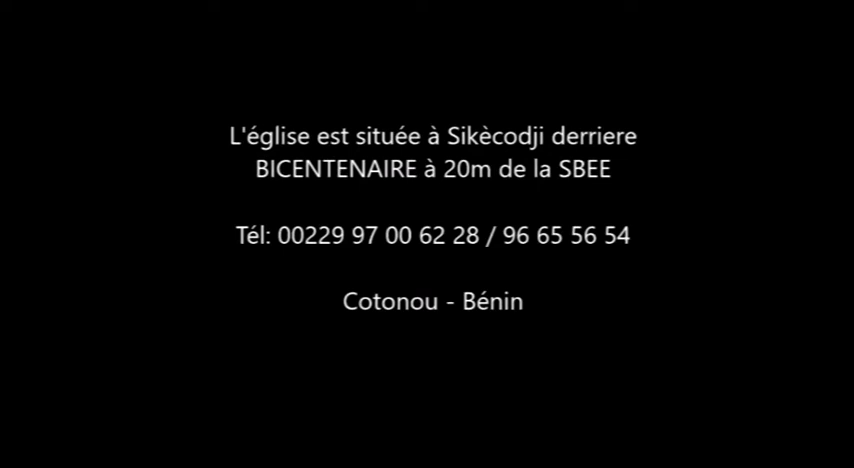 L'église est située à Sikècodji derriere
BICENTENAIRE à 20m de la SBEE
Tél: 00229 97 00 62 28 / 96 65 56 54
Cotonou - Bénin